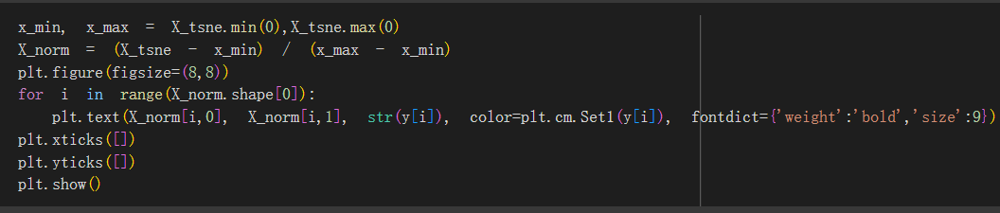 x_min, x_max = X_tsne.min(0),X_tsne.max(0)
X_norm = (X_tsne - x_min) / (x_max - x_min)
plt.figure(figsize=(8,8))
for i in range(X_norm.shape[0]):
    plt.text(X_norm[i,0], X_norm[i,1], str(y[i]), color=plt.cm.Set1(y[i]), fontdict={'weight':'bold','size':9})
plt.xticks([])
plt.yticks([])
plt.show()